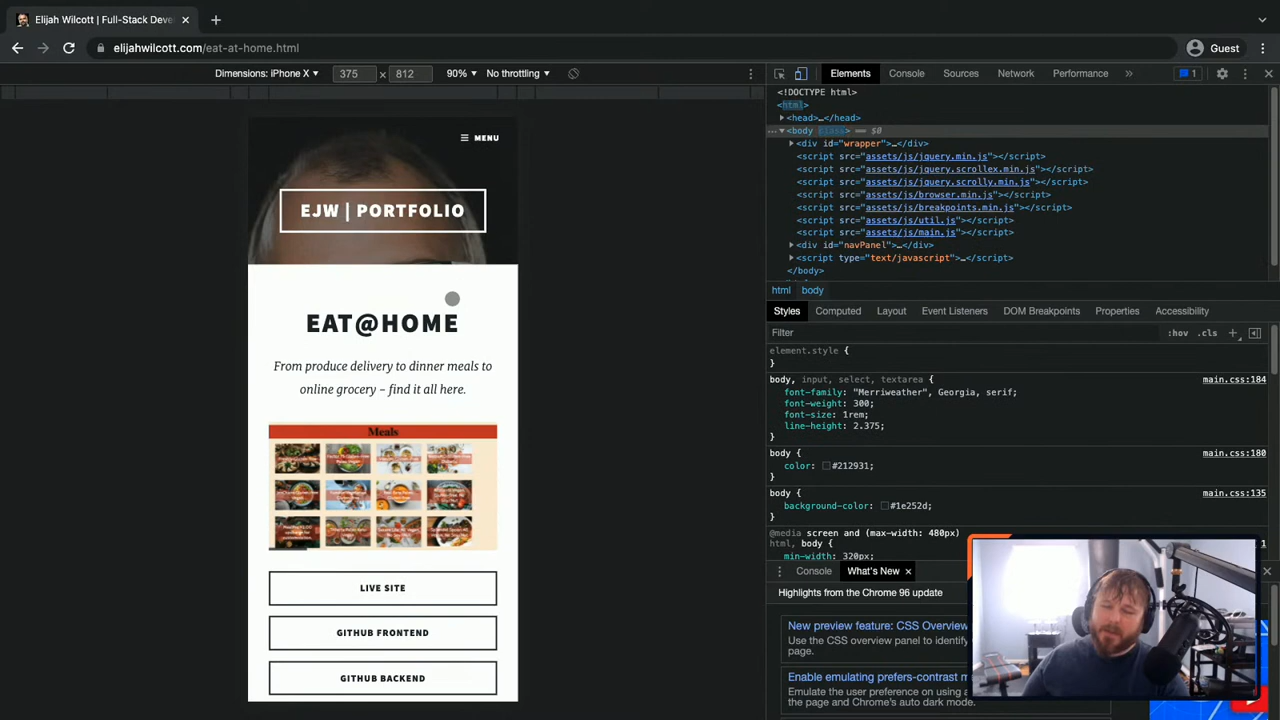 Elijah Wilcott | Full-Stack Deve
elijahwilcott.com/eat-at-home.html
Guest
Dimensions: iPhone X ▾ 375 × 812 90% ▾ No throttling ▾
Elements Console Sources Network Performance » 1
<!DOCTYPE html>
<html>
<head>…</head>
<body class> == $0
<div id="wrapper">…</div>
<script src="assets/js/jquery.min.js"></script>
<script src="assets/js/jquery.scrollex.min.js"></script>
<script src="assets/js/jquery.scrolly.min.js"></script>
<script src="assets/js/browser.min.js"></script>
<script src="assets/js/breakpoints.min.js"></script>
<script src="assets/js/util.js"></script>
<script src="assets/js/main.js"></script>
<div id="navPanel">…</div>
<script type="text/javascript">…</script>
</body>
html body
Styles Computed Layout Event Listeners DOM Breakpoints Properties Accessibility
Filter :hov .cls
element.style {
}
body, input, select, textarea { main.css:184
font-family: "Merriweather", Georgia, serif;
font-weight: 300;
font-size: 1rem;
line-height: 2.375;
}
body { main.css:180
color: #212931;
}
body { main.css:135
background-color: #1e252d;
}
@media screen and (max-width: 480px)
html, body {
min-width: 320px;
Console What's New ×
Highlights from the Chrome 96 update
New preview feature: CSS Overview
Use the CSS overview panel to identify
page.
Enable emulating prefers-contrast m
Emulate the user preference on using a
the page and Chrome's auto dark mode.
MENU
EJW | PORTFOLIO
EAT@HOME
From produce delivery to dinner meals to
online grocery – find it all here.
Meals
LIVE SITE
GITHUB FRONTEND
GITHUB BACKEND